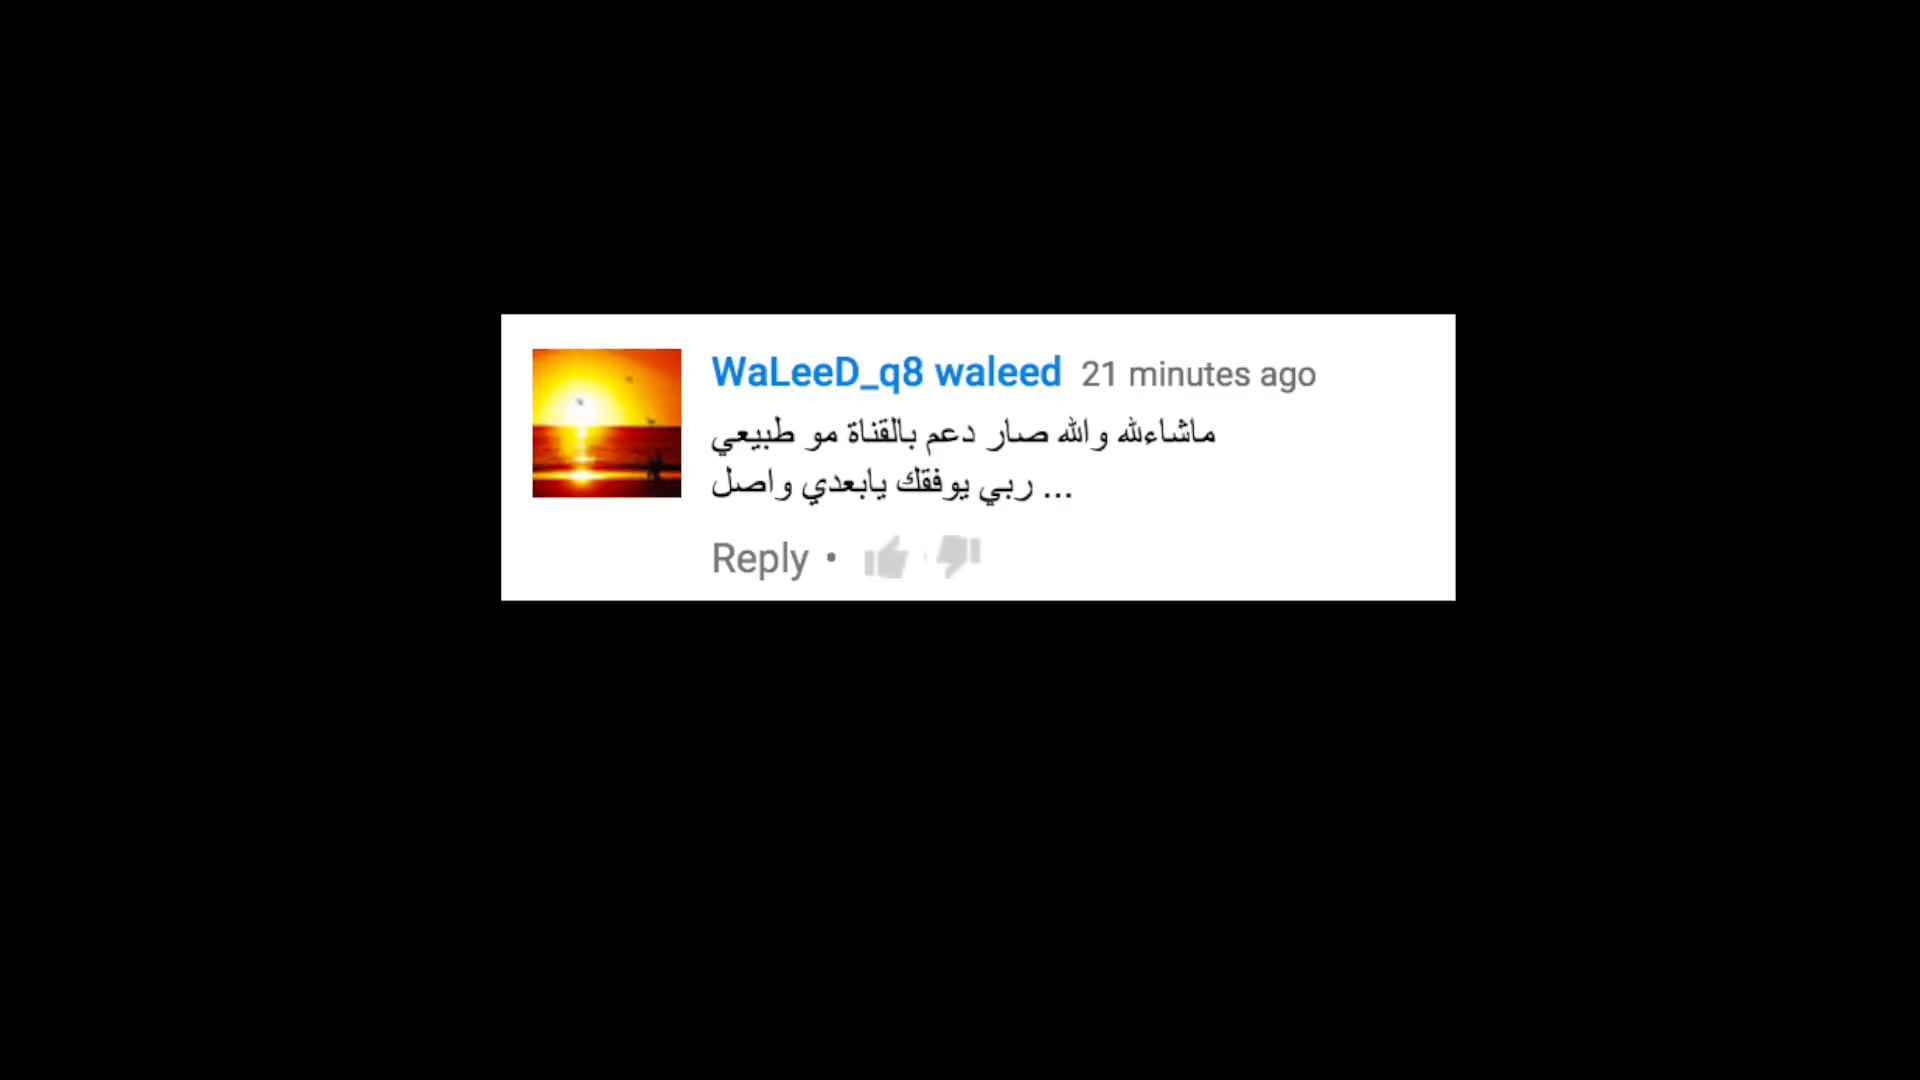 WaLeeD_q8 waleed 21 minutes ago
ماشاءلله والله صار دعم بالقناة مو طبيعي
ربي يوفقك يابعدي واصل ...
Reply •